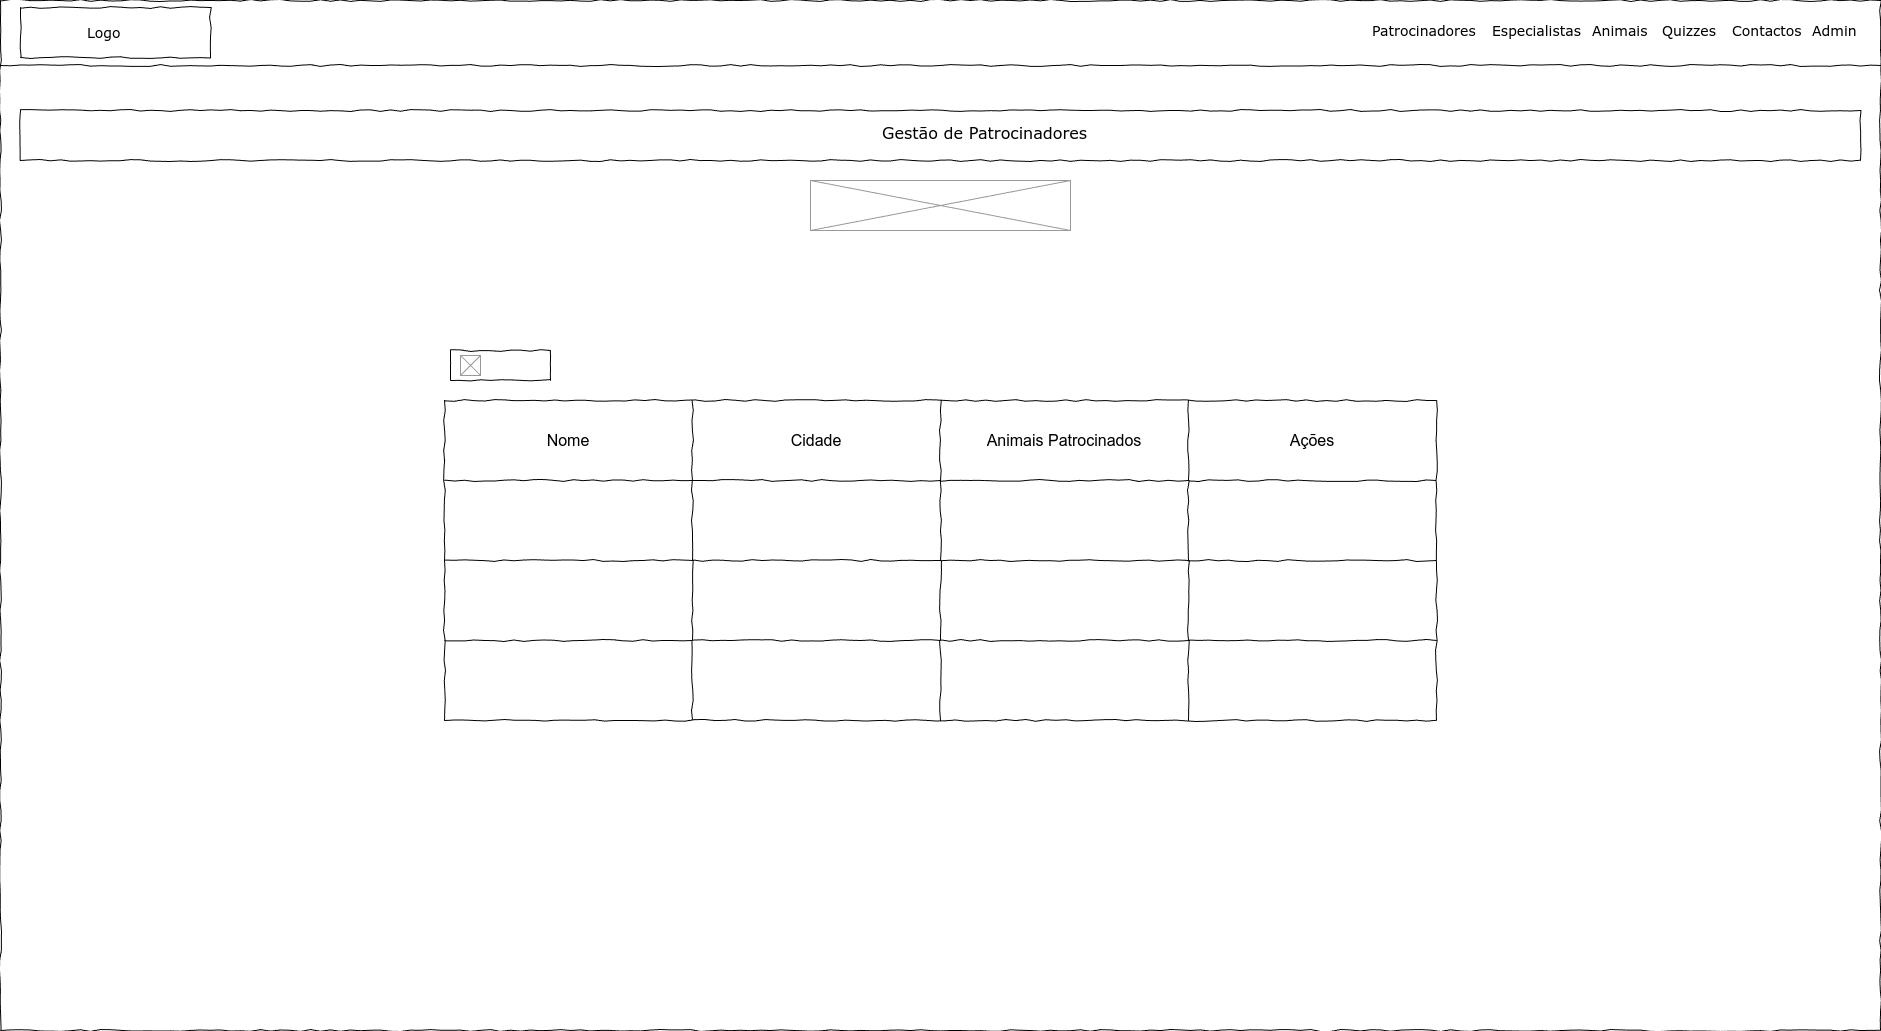 Logo
Patrocinadores Especialistas Animais Quizzes Contactos Admin
Gestão de Patrocinadores
Nome Cidade Animais Patrocinados Ações